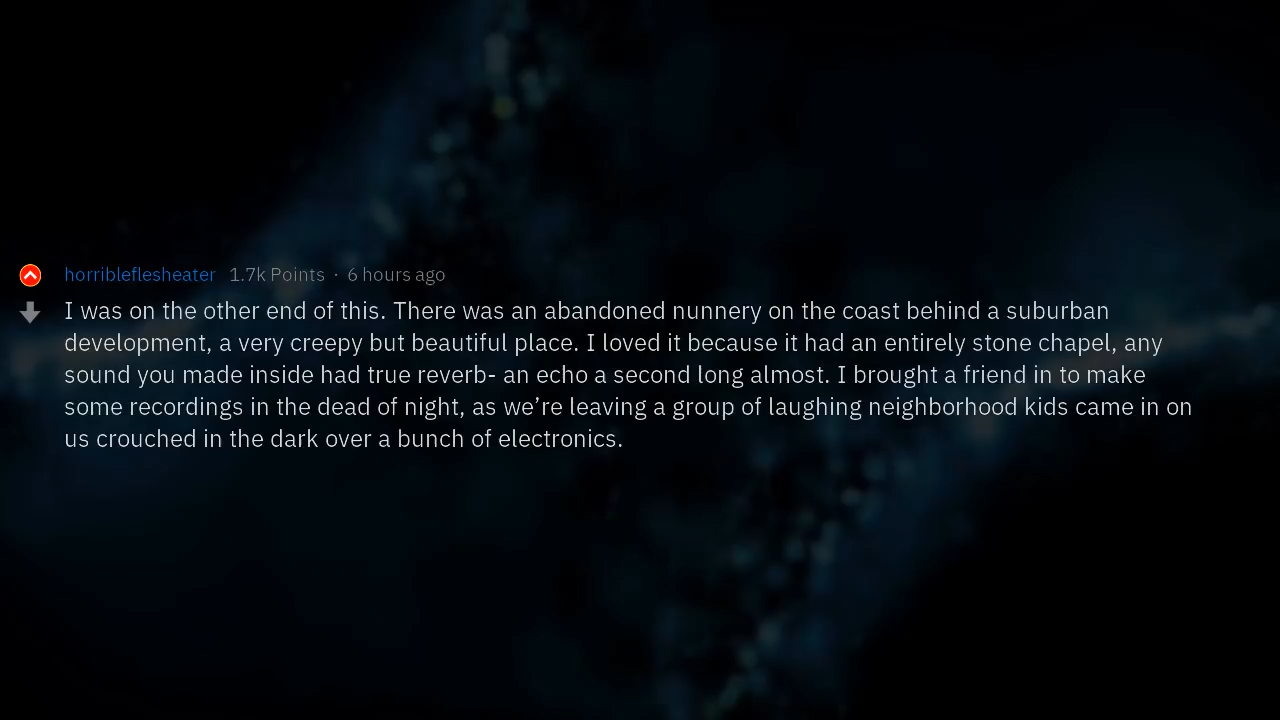 horribleflesheater 1.7k Points · 6 hours ago
I was on the other end of this. There was an abandoned nunnery on the coast behind a suburban
development, a very creepy but beautiful place. I loved it because it had an entirely stone chapel, any
sound you made inside had true reverb- an echo a second long almost. I brought a friend in to make
some recordings in the dead of night, as we’re leaving a group of laughing neighborhood kids came in on
us crouched in the dark over a bunch of electronics.